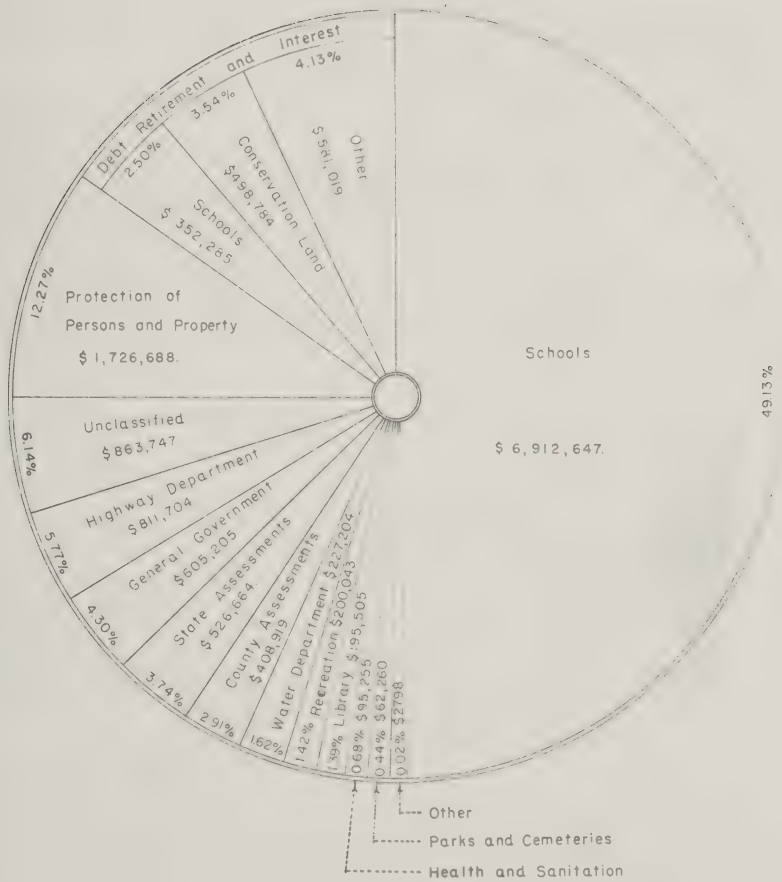 Debt Retirement and Interest
4.13%
Other
$581,019
3.54%
Conservation Land
$498,784
2.50%
Schools
$ 352,285
12.27%
Protection of
Persons and Property
$ 1,726,688.
6.14%
Unclassified
$863,747
5.77%
Highway Department
$811,704
4.30%
General Government
$605,205
3.74%
State Assessments
$526,664.
2.91%
County Assessments
$408,919
1.62% Water Department $227,204
1.42% Recreation $200,043
1.39% Library $195,505
0.68% $95,255
0.44% $62,260
0.02% $2798
Schools
$ 6,912,647.
49.13%
Other
Parks and Cemeteries
Health and Sanitation